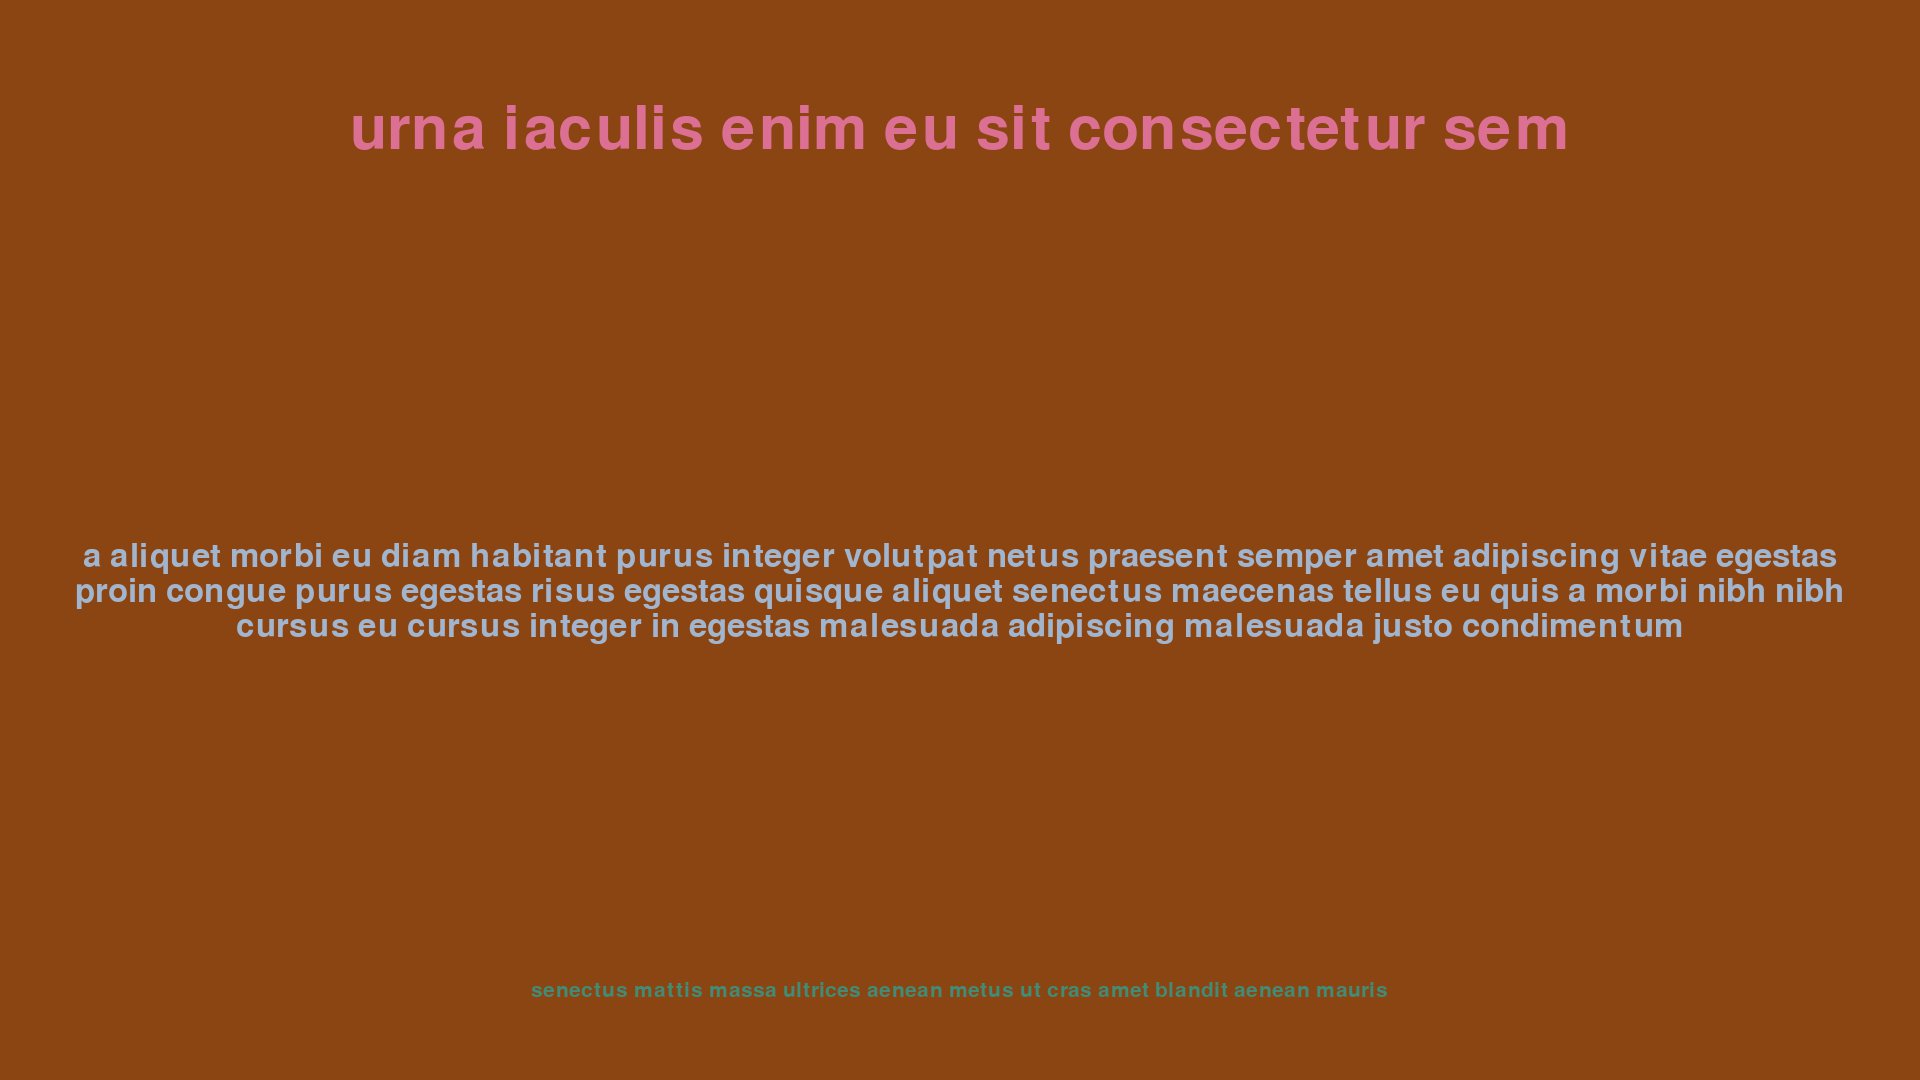 urna iaculis enim eu sit consectetur sem
a aliquet morbi eu diam habitant purus integer volutpat netus praesent semper amet adipiscing vitae egestas
proin congue purus egestas risus egestas quisque aliquet senectus maecenas tellus eu quis a morbi nibh nibh
cursus eu cursus integer in egestas malesuada adipiscing malesuada justo condimentum
senectus mattis massa ultrices aenean metus ut cras amet blandit aenean mauris